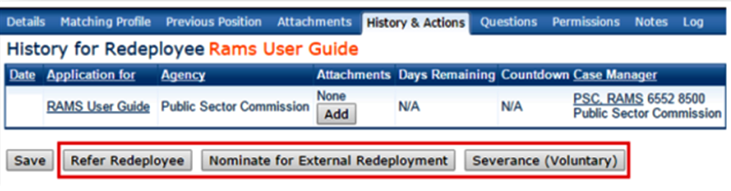 Details Matching Profile Previous Position Attachments History & Actions Questions Permissions Notes Log
History for Redeployee Rams User Guide
Date Application for Agency Attachments Days Remaining Countdown Case Manager
RAMS User Guide Public Sector Commission None N/A N/A PSC, RAMS 6552 8500
Add Public Sector Commission
Save Refer Redeployee Nominate for External Redeployment Severance (Voluntary)